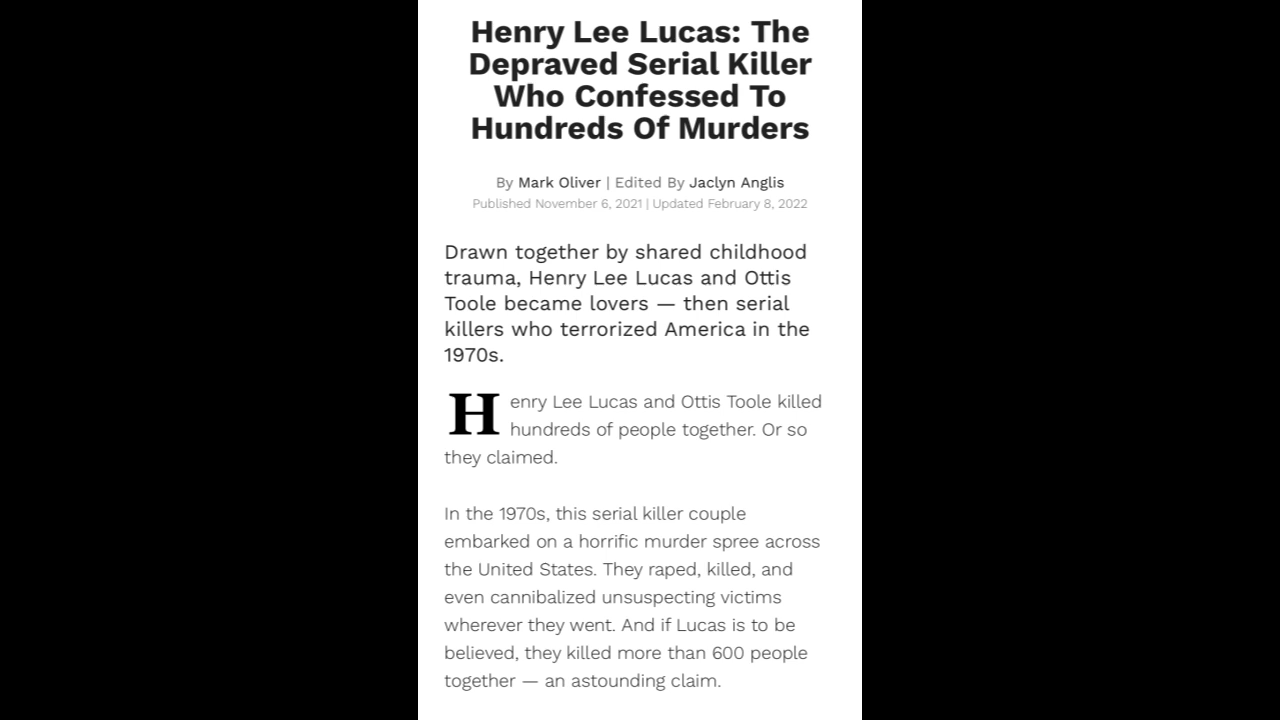 Henry Lee Lucas: The
Depraved Serial Killer
Who Confessed To
Hundreds Of Murders
By Mark Oliver | Edited By Jaclyn Anglis
Published November 6, 2021 | Updated February 8, 2022
Drawn together by shared childhood
trauma, Henry Lee Lucas and Ottis
Toole became lovers — then serial
killers who terrorized America in the
1970s.
Henry Lee Lucas and Ottis Toole killed
hundreds of people together. Or so
they claimed.
In the 1970s, this serial killer couple
embarked on a horrific murder spree across
the United States. They raped, killed, and
even cannibalized unsuspecting victims
wherever they went. And if Lucas is to be
believed, they killed more than 600 people
together — an astounding claim.